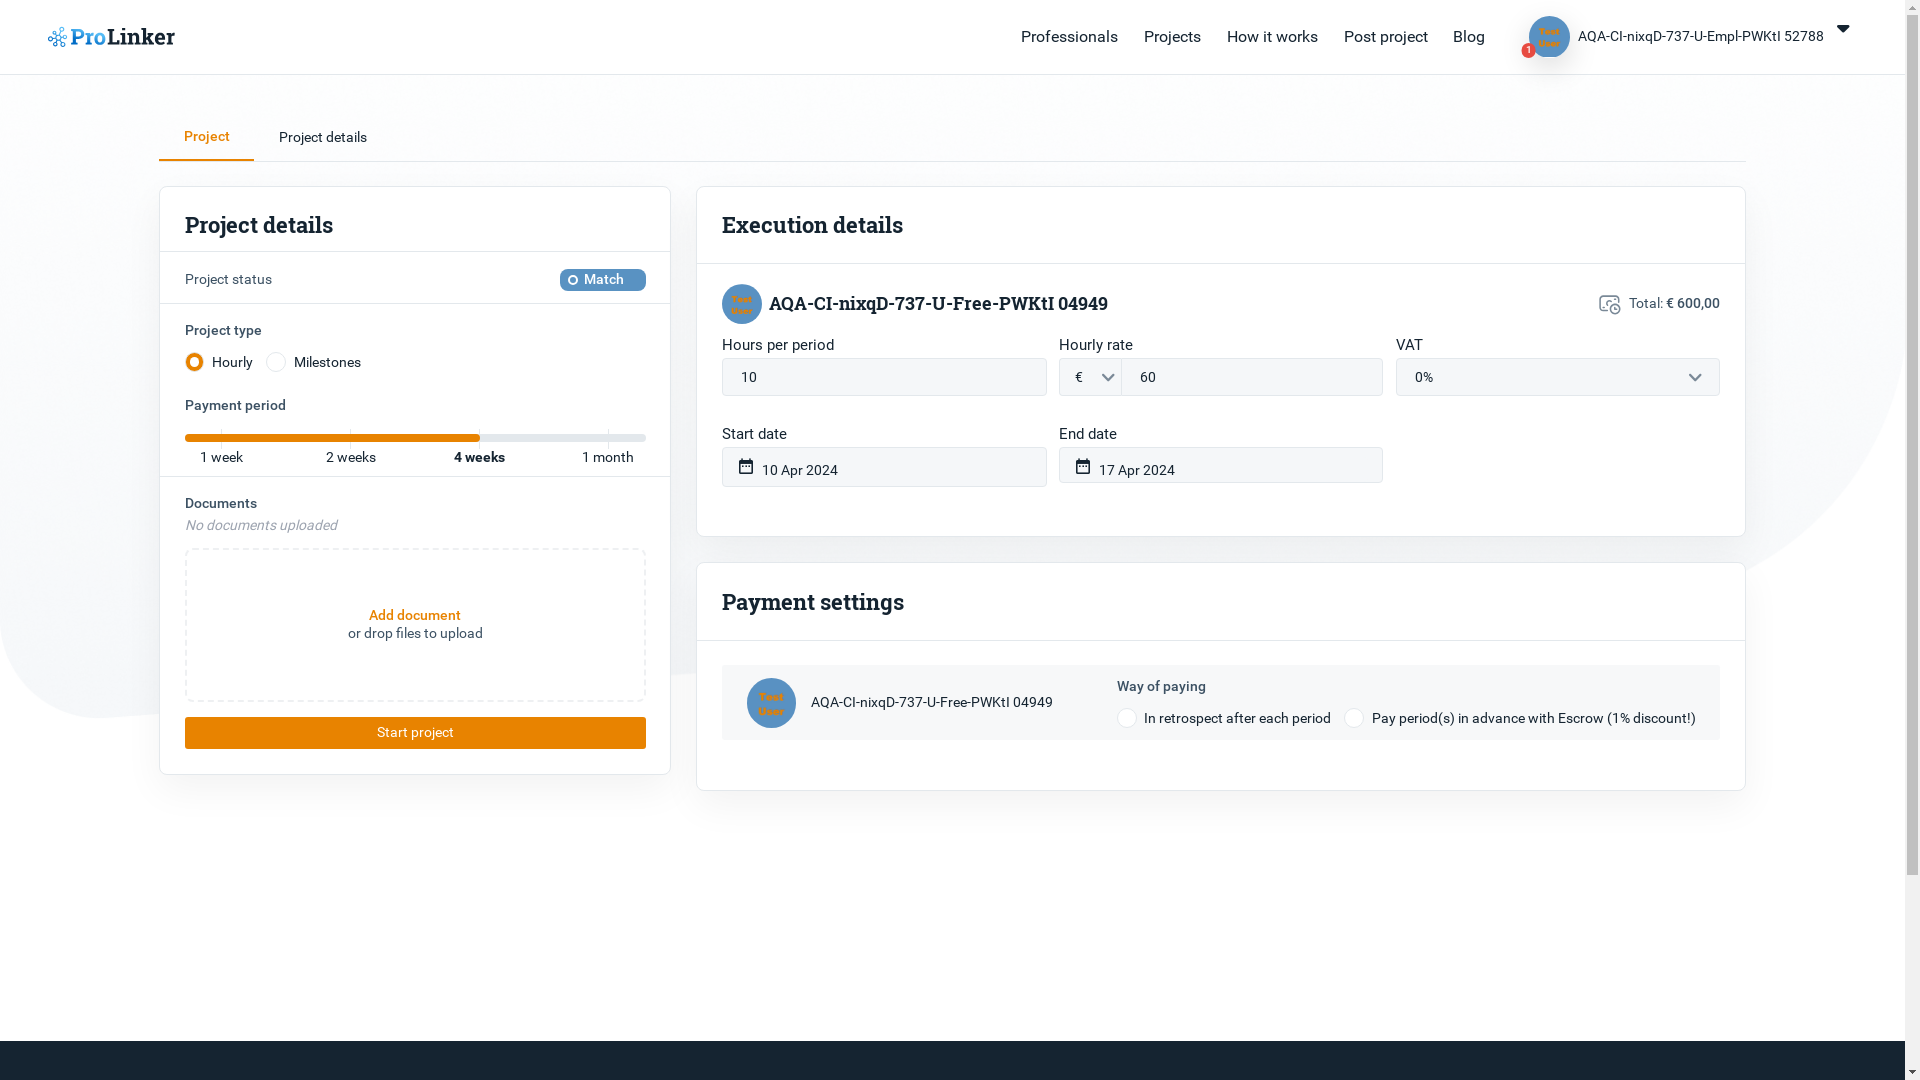 ProLinker
Professionals
Projects
How it works
Post project
Blog
Test
User
1
AQA-CI-nixqD-737-U-Empl-PWKtI 52788
Project
Project details
Project details
Project status
Match
Project type
Hourly
Milestones
Payment period
1 week
2 weeks
4 weeks
1 month
Documents
No documents uploaded
Add document
or drop files to upload
Start project
Execution details
Test
User
AQA-CI-nixqD-737-U-Free-PWKtI 04949
Total: € 600,00
Hours per period
10
Hourly rate
€
60
VAT
0%
Start date
10 Apr 2024
End date
17 Apr 2024
Payment settings
Test
User
AQA-CI-nixqD-737-U-Free-PWKtI 04949
Way of paying
In retrospect after each period
Pay period(s) in advance with Escrow (1% discount!)